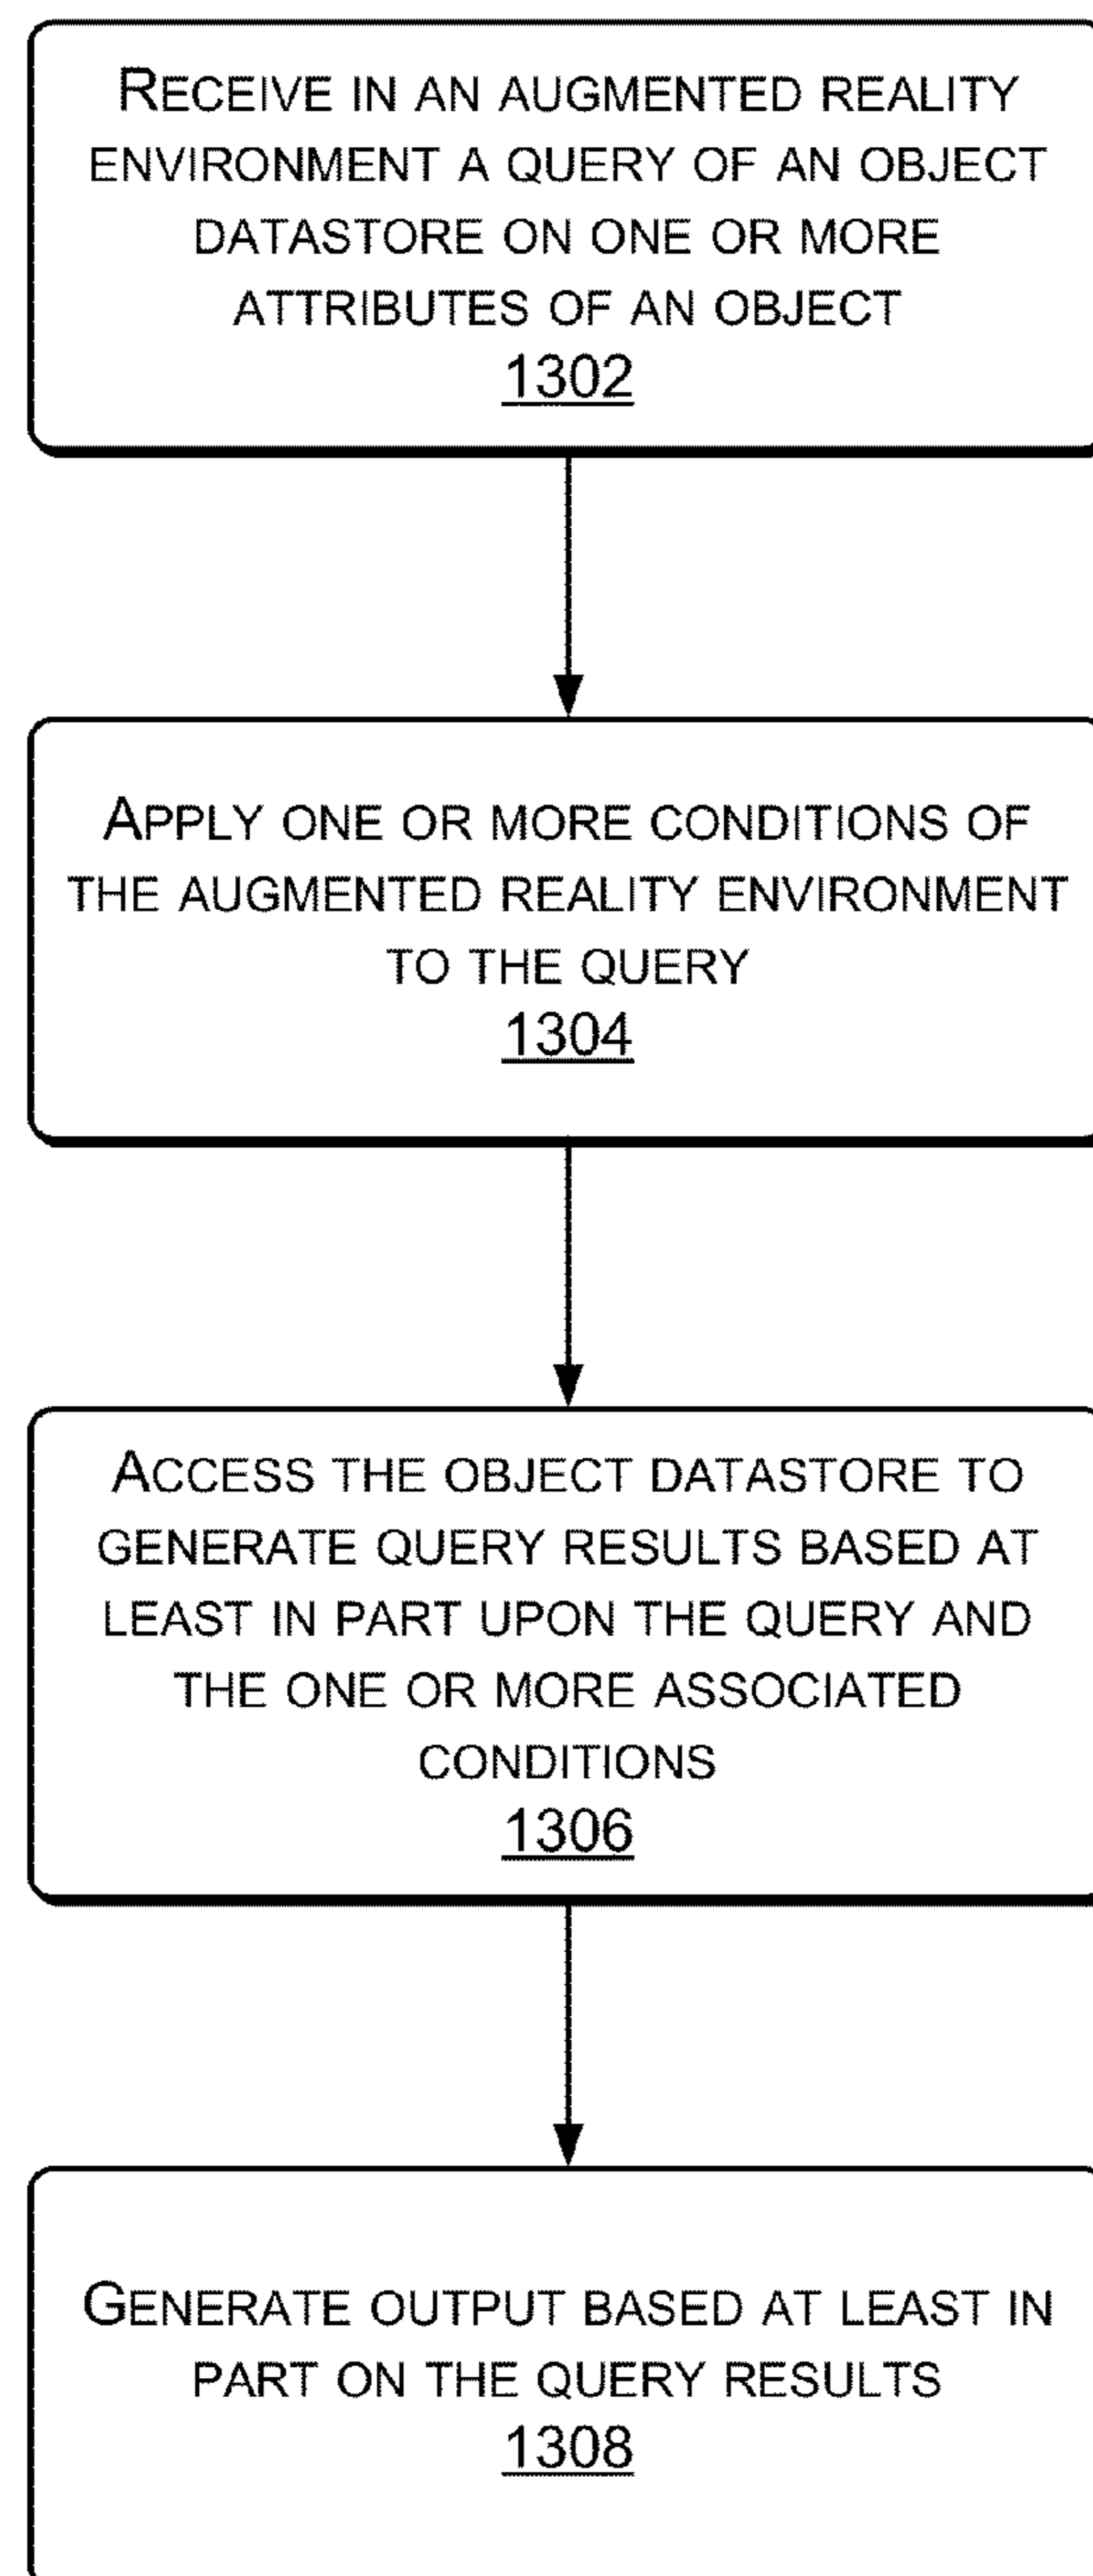 RECEIVE IN AN AUGMENTED REALITY
ENVIRONMENT A QUERY OF AN OBJECT
DATASTORE ON ONE OR MORE
ATTRIBUTES OF AN OBJECT
1302
APPLY ONE OR MORE CONDITIONS OF
THE AUGMENTED REALITY ENVIRONMENT
TO THE QUERY
1304
ACCESS THE OBJECT DATASTORE TO
GENERATE QUERY RESULTS BASED AT
LEAST IN PART UPON THE QUERY AND
THE ONE OR MORE ASSOCIATED
CONDITIONS
1306
GENERATE OUTPUT BASED AT LEAST IN
PART ON THE QUERY RESULTS
1308